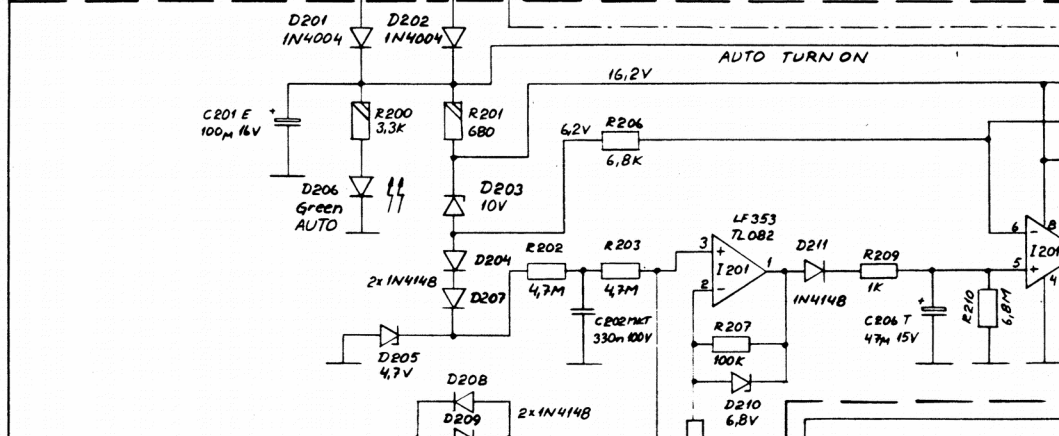 D201 D202
1N4004 1N4004
AUTO TURN ON
16,2V
C201 E
100µ 16V
+
R200
3,3K
R201
680
6,2V
R206
6,8K
D206
Green
AUTO
D203
10V
D204
2x1N4148
D207
R202
4,7M
R203
4,7M
C202 MKT
330n 100V
D205
4,7V
LF353
TL082
3
+
I201
1
2
-
D211
1N4148
R209
1K
C206 T
47µ 15V
+
R210
6,8M
6
-
8
I201
5
+
4
R207
100K
D210
6,8V
D208
D209
2x1N4148